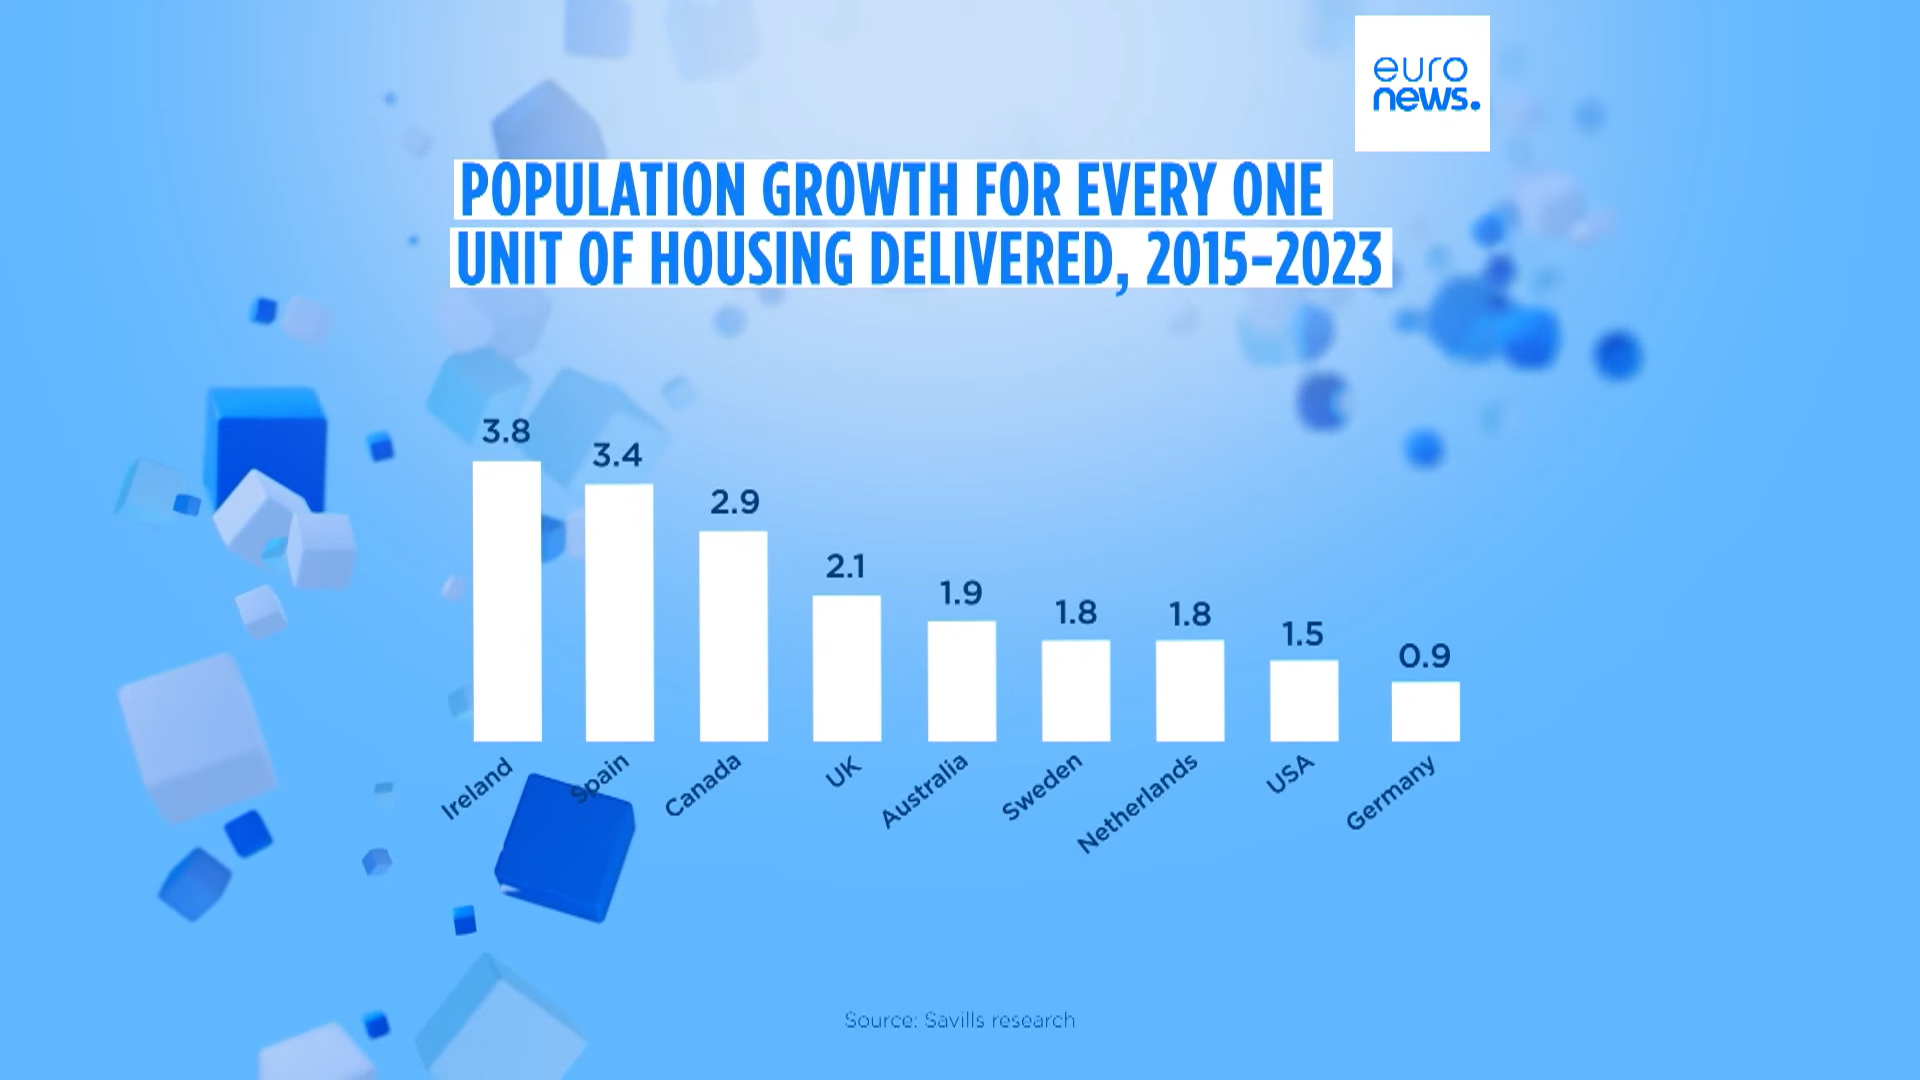 euro
news.
POPULATION GROWTH FOR EVERY ONE
UNIT OF HOUSING DELIVERED, 2015-2023
3.8
3.4
2.9
2.1
1.9
1.8
1.8
1.5
0.9
Ireland
Spain
Canada
UK
Australia
Sweden
Netherlands
USA
Germany
Source: Savills research